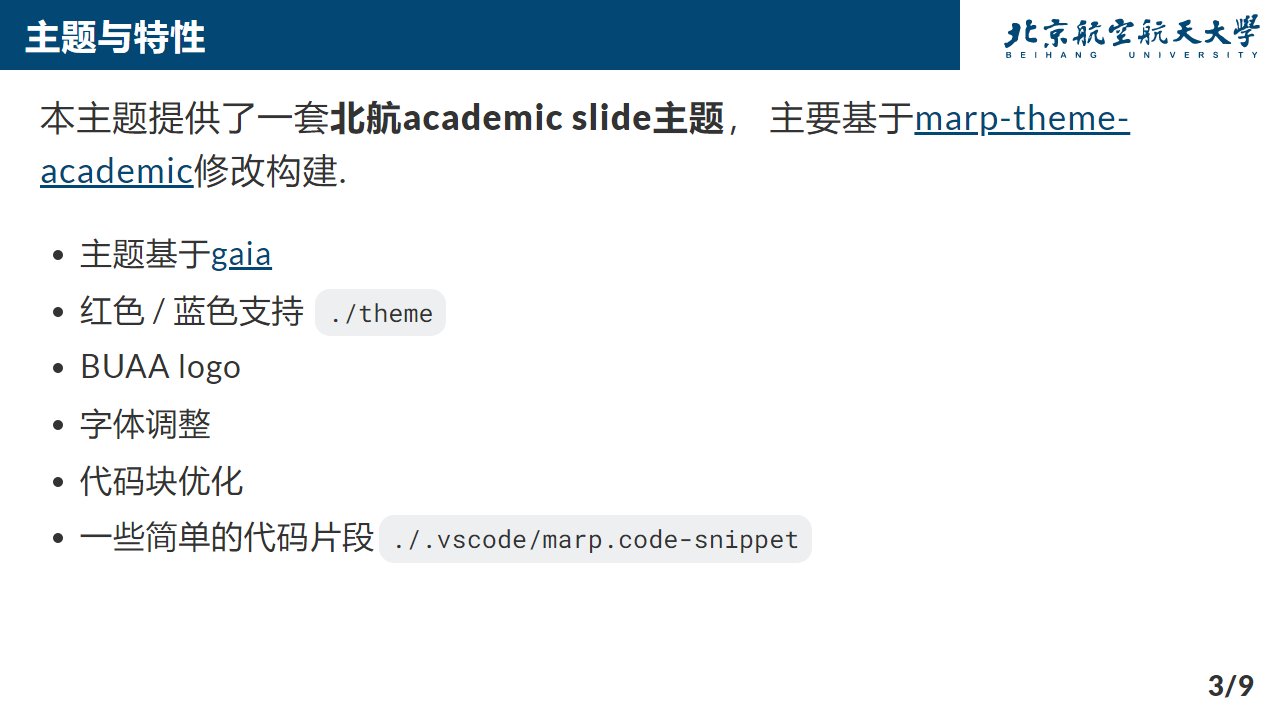 主题与特性
北京航空航天大學
BEIHANG UNIVERSITY
本主题提供了一套北航academic slide主题， 主要基于marp-theme-
academic修改构建.
• 主题基于gaia
• 红色 / 蓝色支持 ./theme
• BUAA logo
• 字体调整
• 代码块优化
• 一些简单的代码片段 ./.vscode/marp.code-snippet
3/9